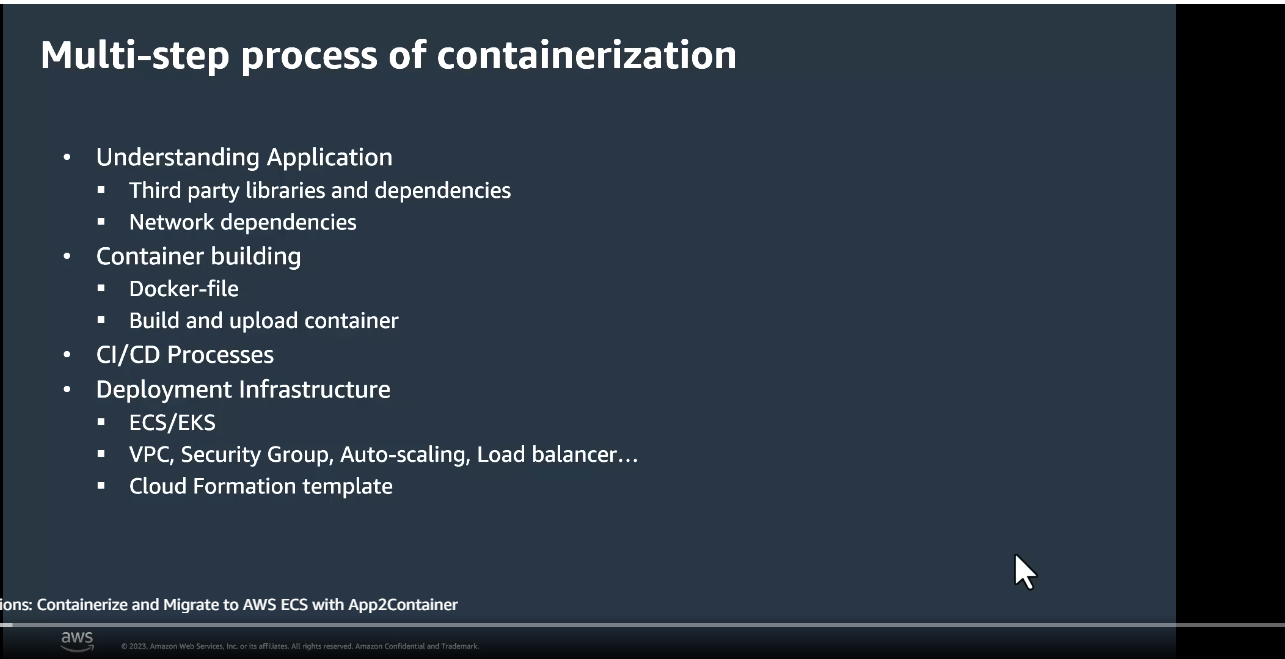 Multi-step process of containerization
• Understanding Application
▪ Third party libraries and dependencies
▪ Network dependencies
• Container building
▪ Docker-file
▪ Build and upload container
• CI/CD Processes
• Deployment Infrastructure
▪ ECS/EKS
▪ VPC, Security Group, Auto-scaling, Load balancer…
▪ Cloud Formation template
ions: Containerize and Migrate to AWS ECS with App2Container
aws
© 2023, Amazon Web Services, Inc. or its affiliates. All rights reserved. Amazon Confidential and Trademark.